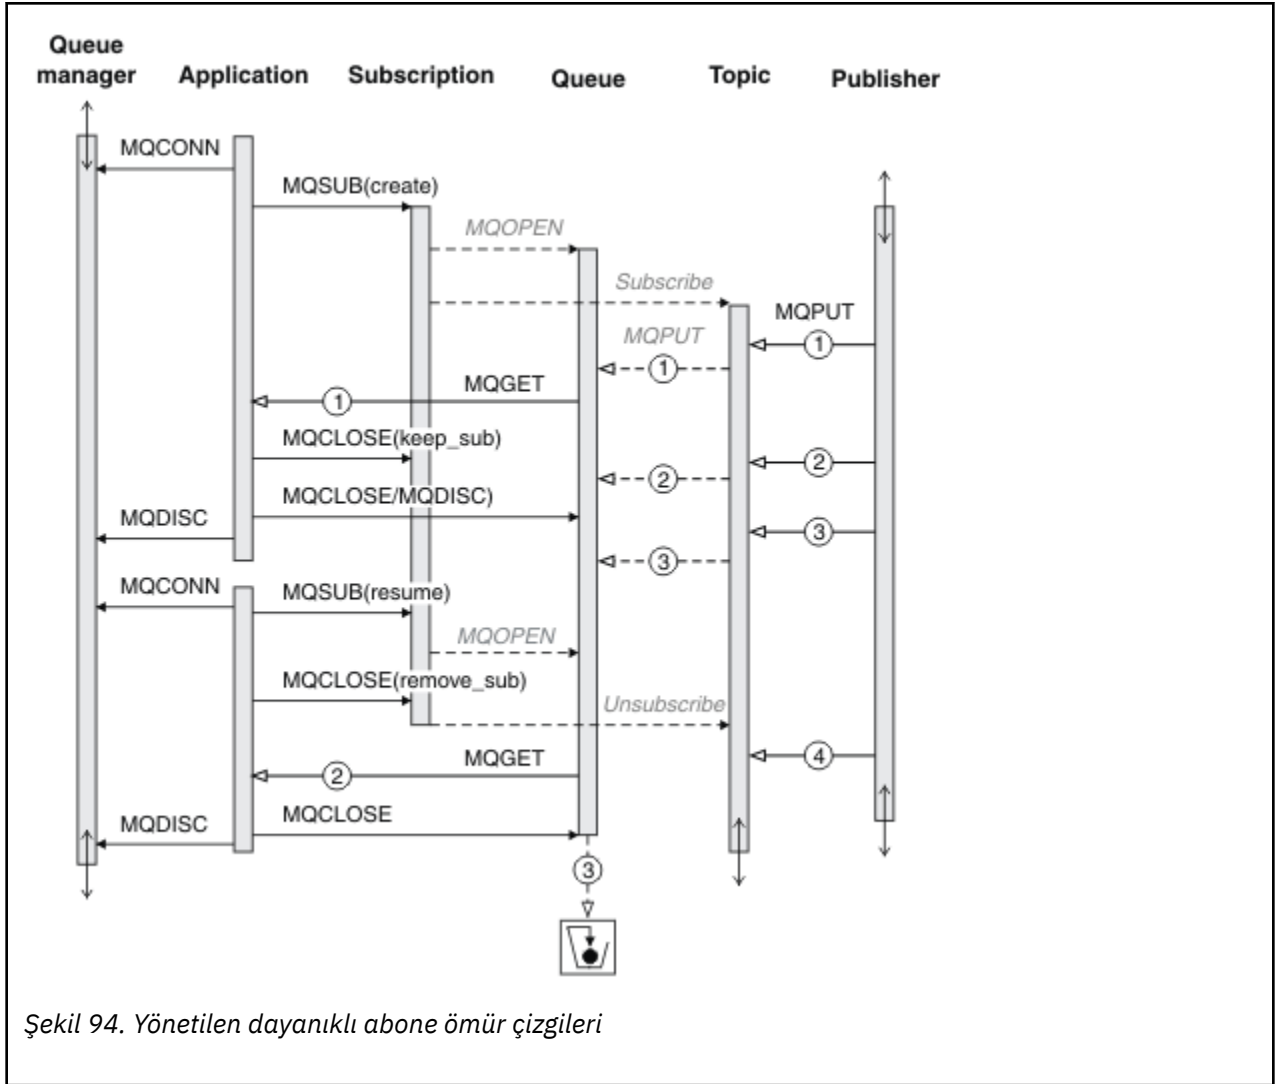 Queue
manager Application Subscription Queue Topic Publisher
MQCONN
MQSUB(create)
MQOPEN
Subscribe
MQPUT
MQPUT
1
1
MQGET
1
MQCLOSE(keep_sub)
2
2
MQCLOSE/MQDISC)
MQDISC
3
3
MQCONN
MQSUB(resume)
MQOPEN
MQCLOSE(remove_sub)
Unsubscribe
4
MQGET
2
MQCLOSE
MQDISC
3
Şekil 94. Yönetilen dayanıklı abone ömür çizgileri